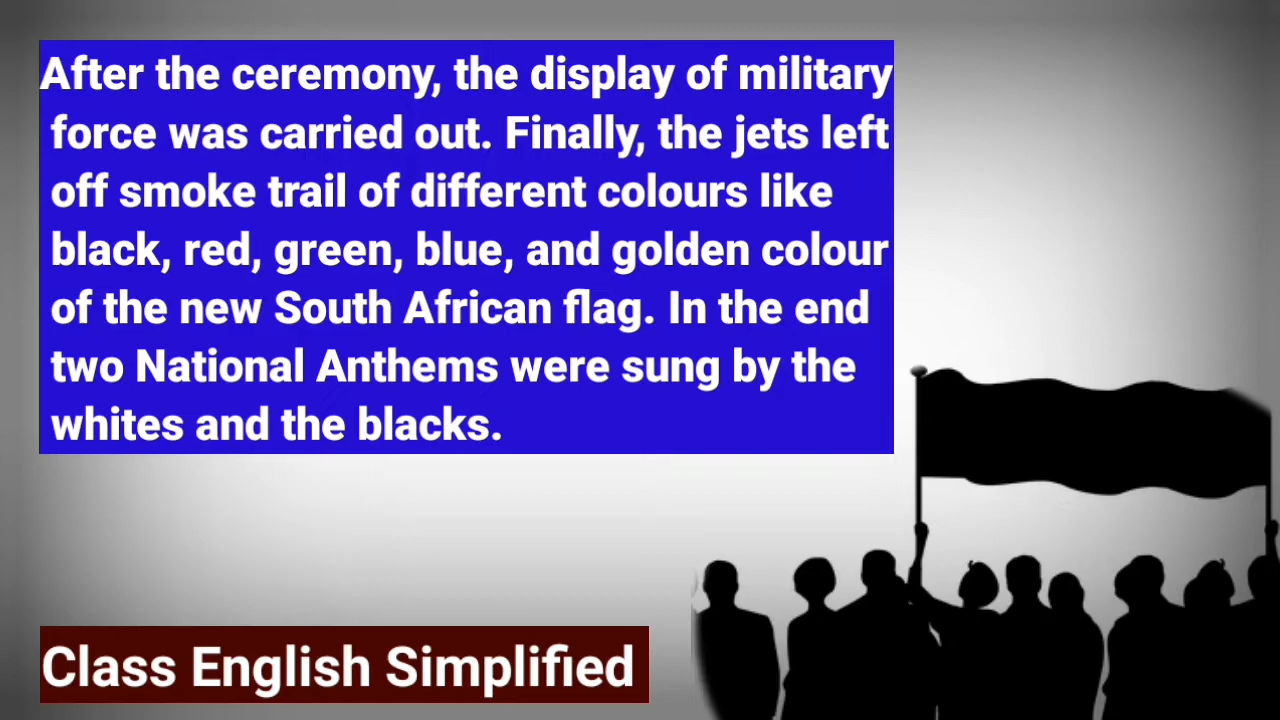 After the ceremony, the display of military
force was carried out. Finally, the jets left
off smoke trail of different colours like
black, red, green, blue, and golden colour
of the new South African flag. In the end
two National Anthems were sung by the
whites and the blacks.
Class English Simplified